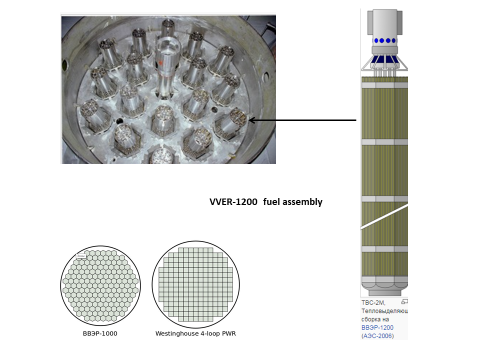 VVER-1200 fuel assembly
ВВЭР-1000
Westinghouse 4-loop PWR
ТВС-2М.
Тепловыделяющ
сборка на
ВВЭР-1200
(АЭС-2006)